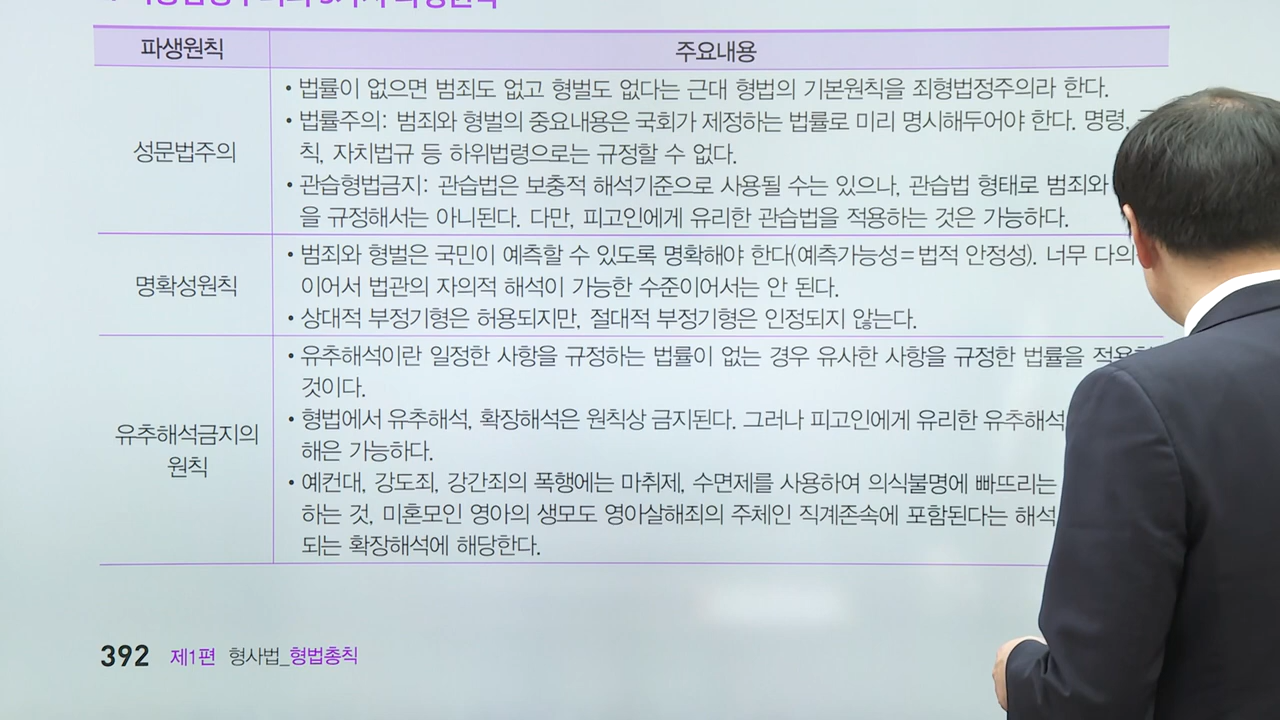 파생원칙
주요내용
성문법주의
• 법률이 없으면 범죄도 없고 형벌도 없다는 근대 형법의 기본원칙을 죄형법정주의라 한다.
• 법률주의: 범죄와 형벌의 중요내용은 국회가 제정하는 법률로 미리 명시해두어야 한다. 명령,
칙, 자치법규 등 하위법령으로는 규정할 수 없다.
• 관습형법금지: 관습법은 보충적 해석기준으로 사용될 수는 있으나, 관습법 형태로 범죄와
을 규정해서는 아니된다. 다만, 피고인에게 유리한 관습법을 적용하는 것은 가능하다.
명확성원칙
• 범죄와 형벌은 국민이 예측할 수 있도록 명확해야 한다(예측가능성=법적 안정성). 너무 다의
이어서 법관의 자의적 해석이 가능한 수준이어서는 안 된다.
• 상대적 부정기형은 허용되지만, 절대적 부정기형은 인정되지 않는다.
유추해석금지의
원칙
• 유추해석이란 일정한 사항을 규정하는 법률이 없는 경우 유사한 사항을 규정한 법률을
것이다.
• 형법에서 유추해석, 확장해석은 원칙상 금지된다. 그러나 피고인에게 유리한 유추해석
해은 가능하다.
• 예컨대, 강도죄, 강간죄의 폭행에는 마취제, 수면제를 사용하여 의식불명에 빠뜨리는
하는 것, 미혼모인 영아의 생모도 영아살해죄의 주체인 직계존속에 포함된다는 해석
되는 확장해석에 해당한다.
392 제1편 형사법_형법총칙